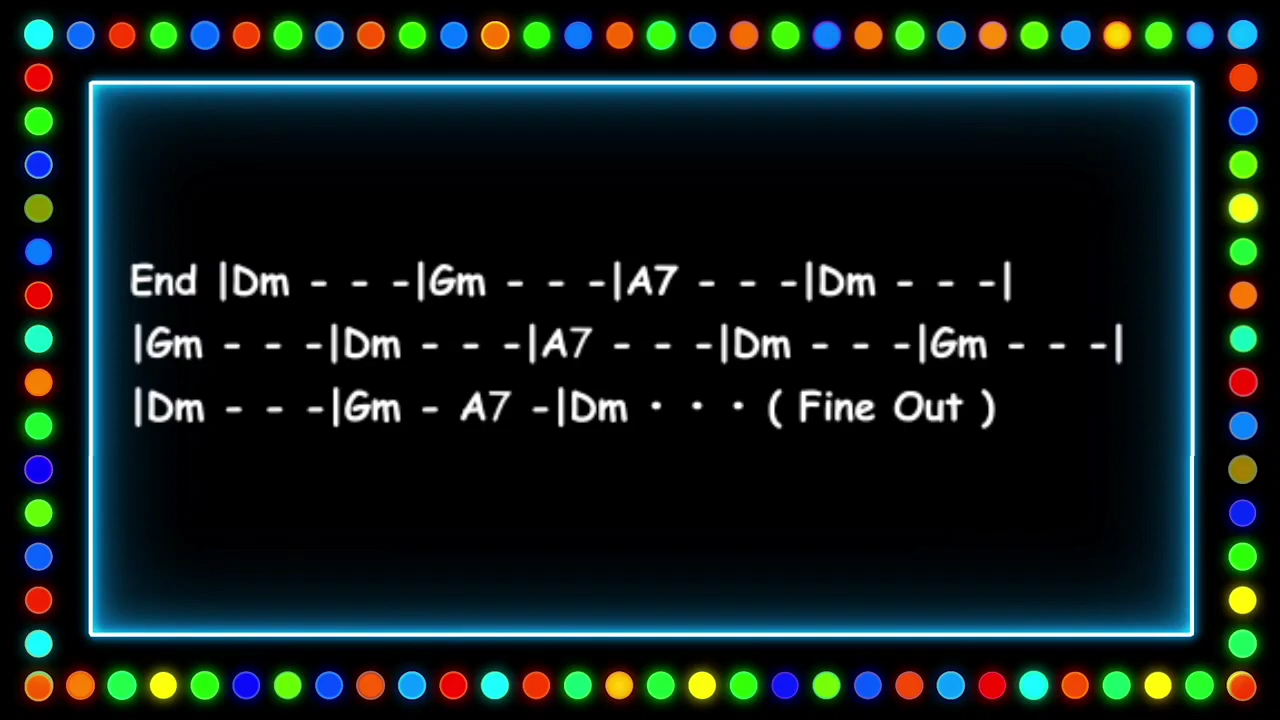 End |Dm - - -|Gm - - -|A7 - - -|Dm - - -|
|Gm - - -|Dm - - -|A7 - - -|Dm - - -|Gm - - -|
|Dm - - -|Gm - A7 -|Dm · · · ( Fine Out )